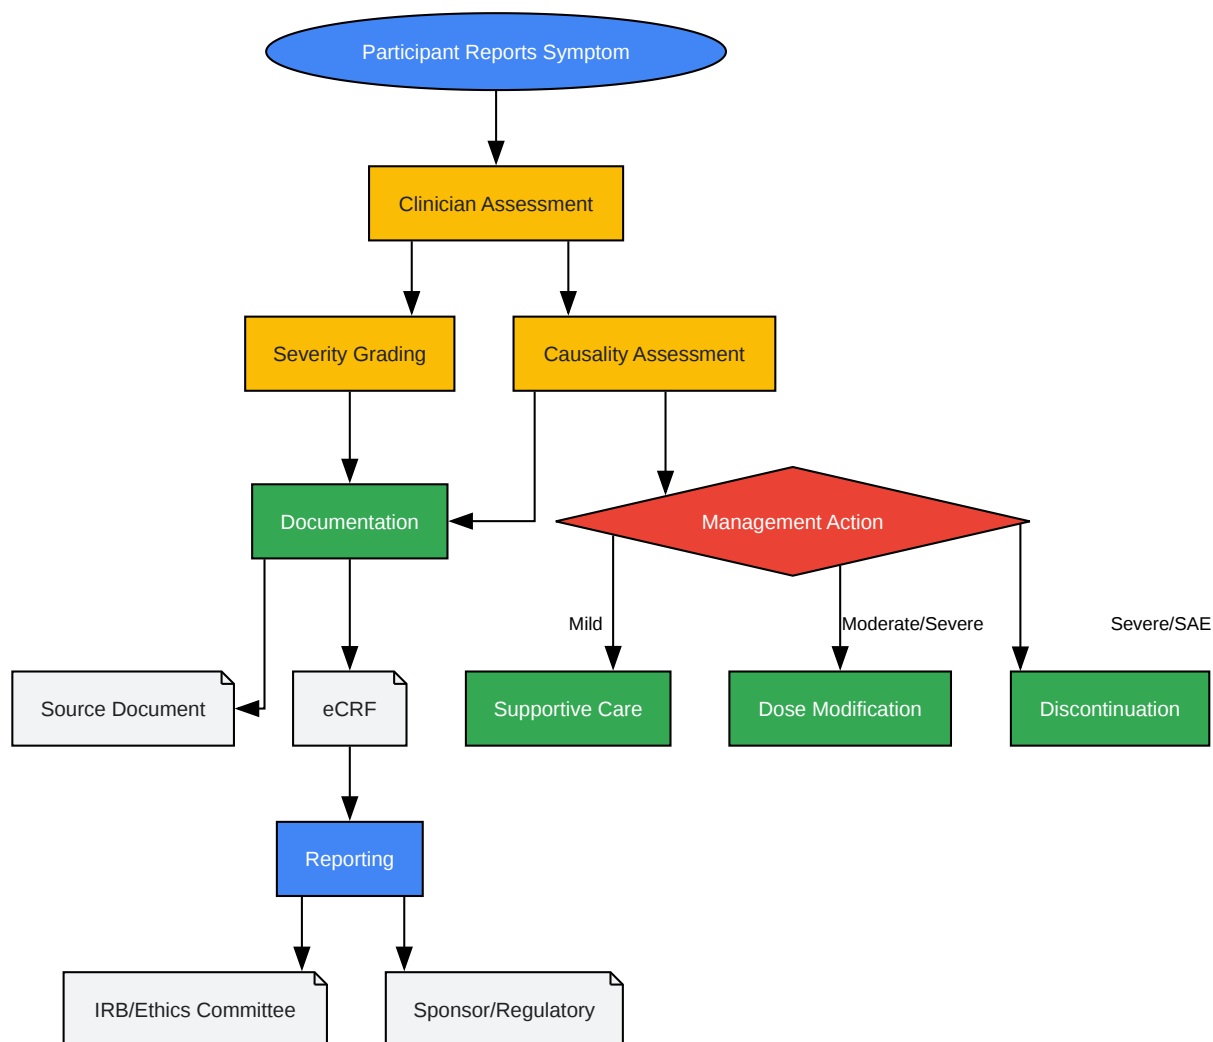 Participant Reports Symptom
Clinician Assessment
Severity Grading
Causality Assessment
Documentation
Management Action
Mild
Moderate/Severe
Severe/SAE
Source Document
eCRF
Supportive Care
Dose Modification
Discontinuation
Reporting
IRB/Ethics Committee
Sponsor/Regulatory